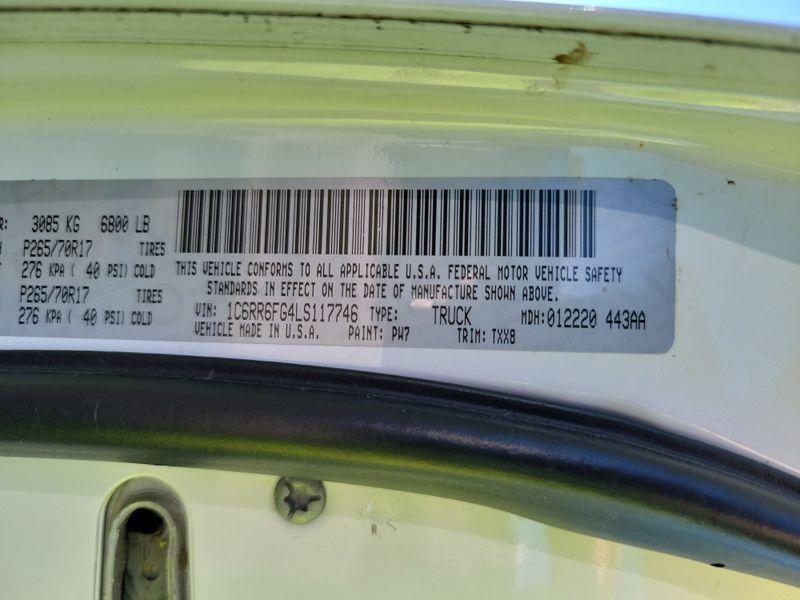 3085 KG 6800 LB
P265/70R17 TIRES
276 KPA ( 40 PSI) COLD
P265/70R17 TIRES
276 KPA ( 40 PSI) COLD
THIS VEHICLE CONFORMS TO ALL APPLICABLE U.S.A. FEDERAL MOTOR VEHICLE SAFETY
STANDARDS IN EFFECT ON THE DATE OF MANUFACTURE SHOWN ABOVE.
VIN: 1C6RR6FG4LS117746 TYPE: TRUCK MDH: 012220 443AA
VEHICLE MADE IN U.S.A. PAINT: PW7 TRIM: TXX8